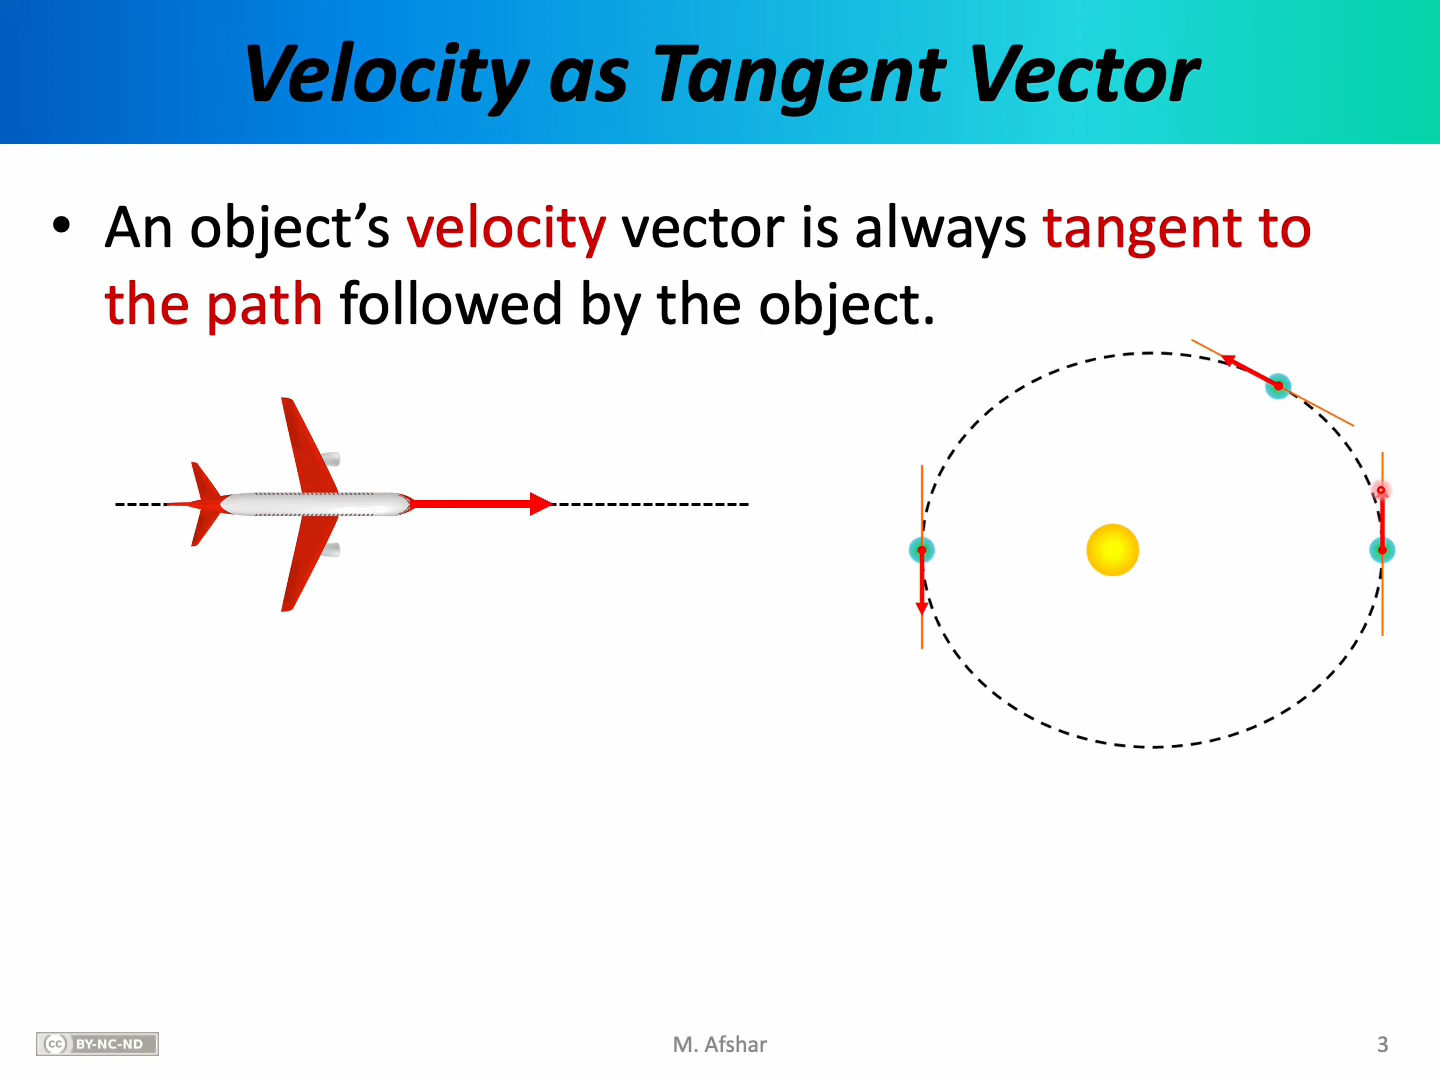 Velocity as Tangent Vector
• An object’s velocity vector is always tangent to
the path followed by the object.
cc BY-NC-ND
M. Afshar
3